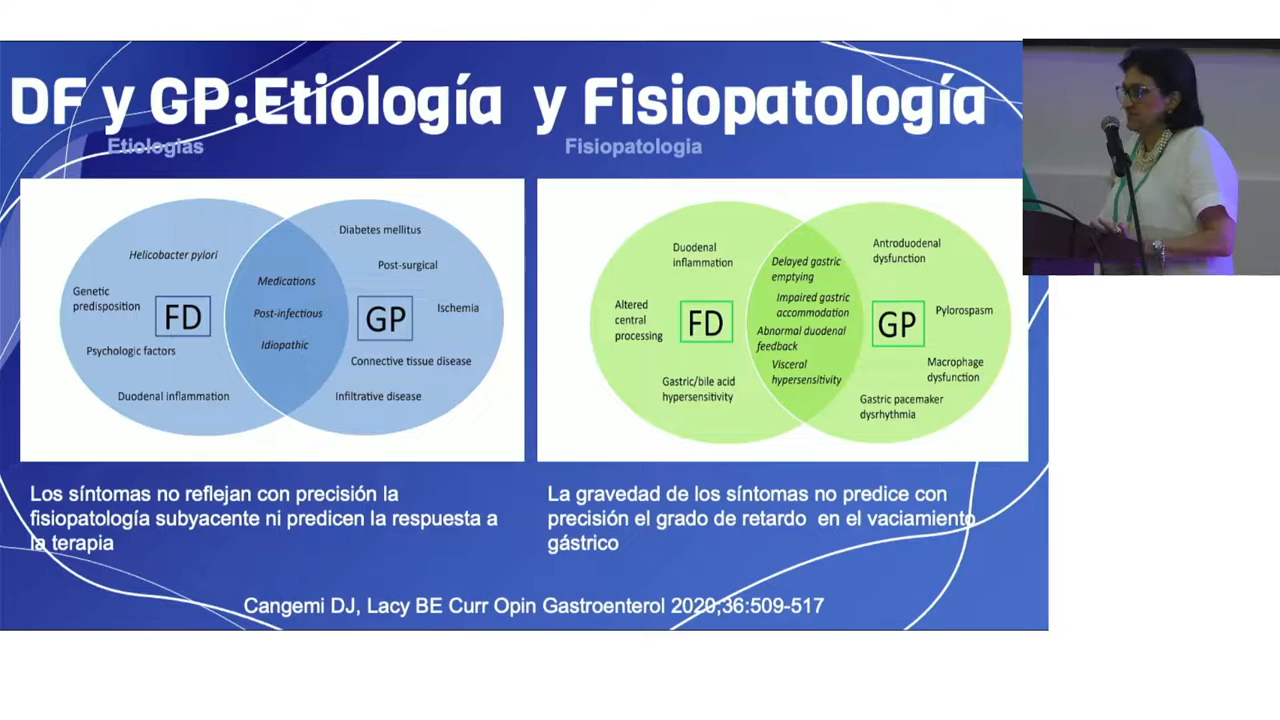 DF y GP:Etiología y Fisiopatología
Etiologías
Fisiopatologia
Helicobacter pylori
Genetic
predisposition
FD
Psychologic factors
Duodenal inflammation
Medications
Post-infectious
Idiopathic
Diabetes mellitus
Post-surgical
GP
Ischemia
Connective tissue disease
Infiltrative disease
Duodenal
inflammation
Altered
central
processing
FD
Gastric/bile acid
hypersensitivity
Delayed gastric
emptying
Impaired gastric
accommodation
Abnormal duodenal
feedback
Visceral
hypersensitivity
Antroduodenal
dysfunction
GP
Pylorospasm
Macrophage
dysfunction
Gastric pacemaker
dysrhythmia
Los síntomas no reflejan con precisión la
fisiopatología subyacente ni predicen la respuesta a
la terapia
La gravedad de los síntomas no predice con
precisión el grado de retardo en el vaciamiento
gástrico
Cangemi DJ, Lacy BE Curr Opin Gastroenterol 2020;36:509-517